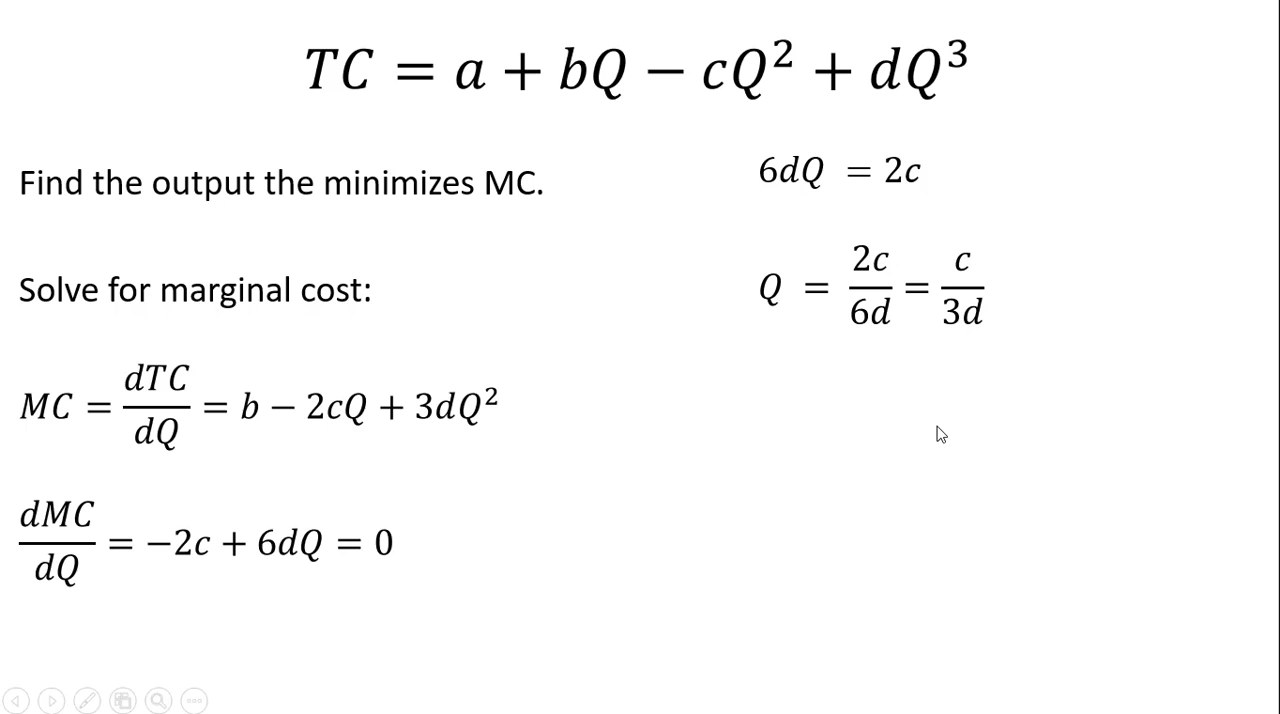 TC = a + bQ − cQ² + dQ³
Find the output the minimizes MC.
Solve for marginal cost:
MC = dTC/dQ = b − 2cQ + 3dQ²
dMC/dQ = −2c + 6dQ = 0
6dQ = 2c
Q = 2c/6d = c/3d